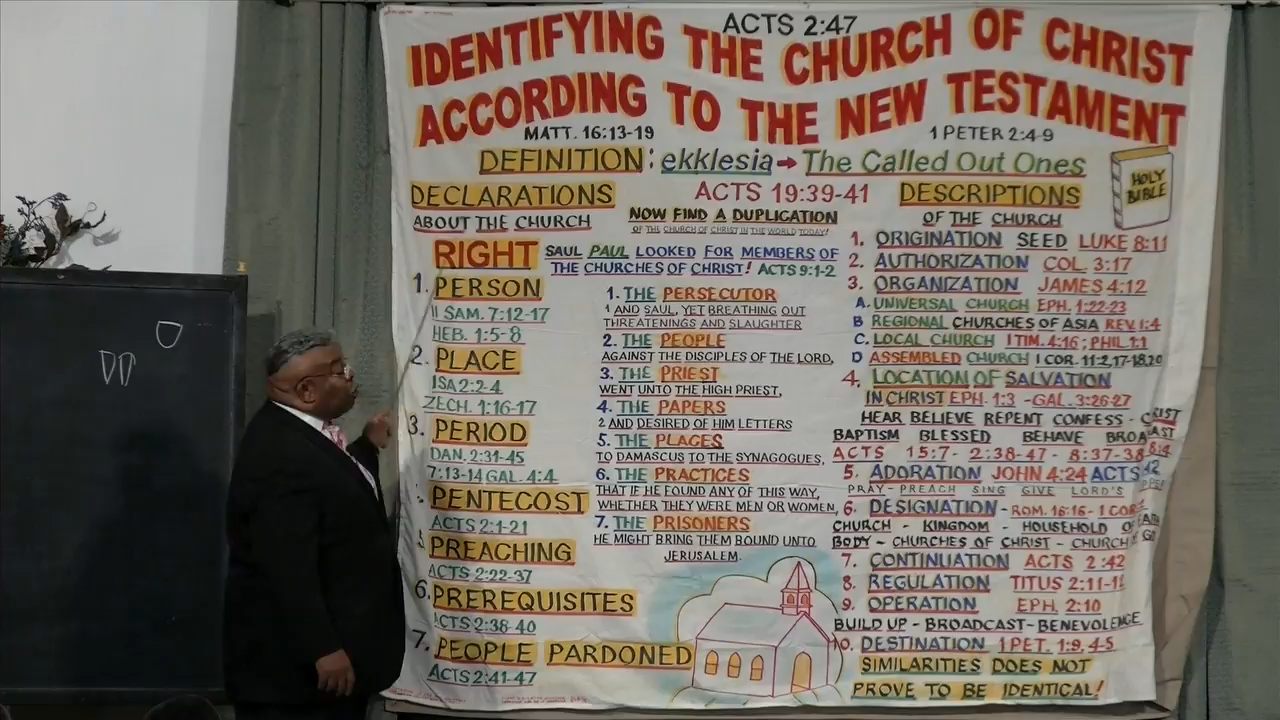 ACTS 2:47
IDENTIFYING THE CHURCH OF CHRIST
ACCORDING TO THE NEW TESTAMENT
MATT. 16:13-19
1 PETER 2:4-9
DEFINITION: ekklesia → The Called Out Ones
HOLY
BIBLE
DECLARATIONS
ABOUT THE CHURCH
RIGHT
1. PERSON
II SAM. 7:12-17
HEB. 1:5-8
2. PLACE
ISA 2:2-4
ZECH. 1:16-17
3. PERIOD
DAN. 2:31-45
7:13-14 GAL. 4:4
PENTECOST
ACTS 2:1-21
PREACHING
ACTS 2:22-37
6. PREREQUISITES
ACTS 2:38-40
7. PEOPLE PARDONED
ACTS 2:41-47
ACTS 19:39-41
NOW FIND A DUPLICATION
OF THE CHURCH OF CHRIST IN THE WORLD TODAY!
SAUL PAUL LOOKED FOR MEMBERS OF
THE CHURCHES OF CHRIST! ACTS 9:1-2
1. THE PERSECUTOR
1 AND SAUL, YET BREATHING OUT
THREATENINGS AND SLAUGHTER
2. THE PEOPLE
AGAINST THE DISCIPLES OF THE LORD,
3. THE PRIEST
WENT UNTO THE HIGH PRIEST,
4. THE PAPERS
2 AND DESIRED OF HIM LETTERS
5. THE PLACES
TO DAMASCUS TO THE SYNAGOGUES,
6. THE PRACTICES
THAT IF HE FOUND ANY OF THIS WAY,
WHETHER THEY WERE MEN OR WOMEN,
7. THE PRISONERS
HE MIGHT BRING THEM BOUND UNTO
JERUSALEM.
DESCRIPTIONS
OF THE CHURCH
1. ORIGINATION SEED LUKE 8:11
2. AUTHORIZATION COL. 3:17
3. ORGANIZATION JAMES 4:12
A. UNIVERSAL CHURCH EPH. 1:22-23
B REGIONAL CHURCHES OF ASIA REV. 1:4
C. LOCAL CHURCH 1 TIM. 4:16; PHIL 1:1
D ASSEMBLED CHURCH 1 COR. 11:2,17-18,20
4. LOCATION OF SALVATION
IN CHRIST EPH. 1:3 - GAL. 3:26-27
HEAR BELIEVE REPENT CONFESS - CHRIST
BAPTISM BLESSED BEHAVE BROADCAST
ACTS 15:7- 2:38-47 - 8:37-38
5. ADORATION JOHN 4:24 ACTS
PRAY - PREACH SING GIVE LORD'S
6. DESIGNATION - ROM. 16:16 - 1 COR
CHURCH - KINGDOM - HOUSEHOLD OF
BODY - CHURCHES OF CHRIST - CHURCH
7. CONTINUATION ACTS 2:42
8. REGULATION TITUS 2:11-
9. OPERATION EPH. 2:10
BUILD UP - BROADCAST - BENEVOLENCE
10. DESTINATION 1 PET. 1:9, 4-5
SIMILARITIES DOES NOT
PROVE TO BE IDENTICAL!